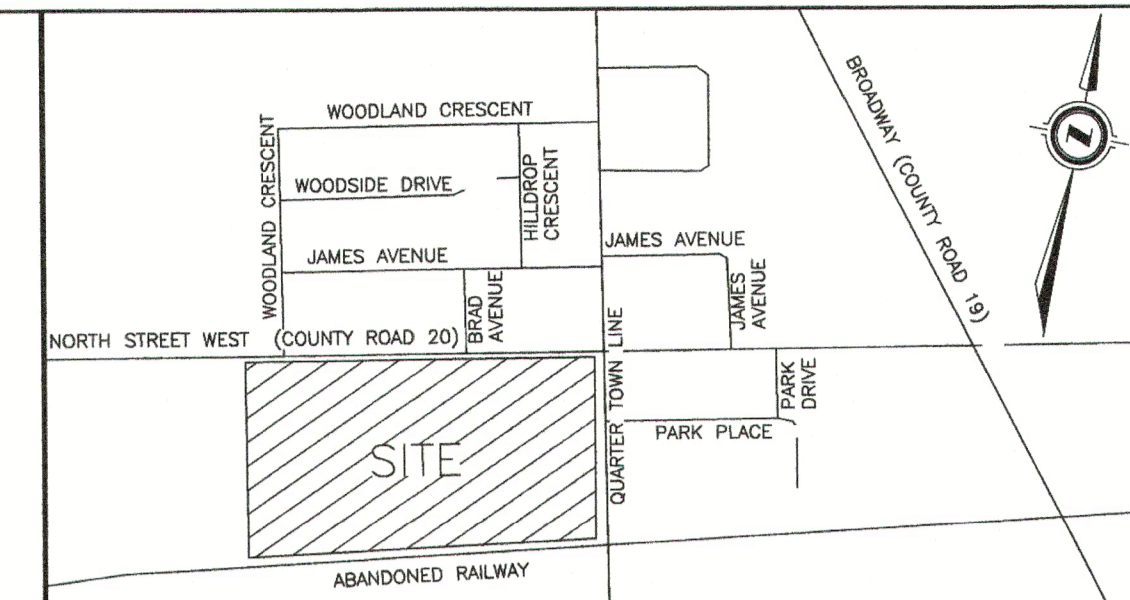 WOODLAND CRESCENT
WOODLAND CRESCENT
WOODSIDE DRIVE
HILLDROP
CRESCENT
JAMES AVENUE
BRAD
AVENUE
NORTH STREET WEST (COUNTY ROAD 20)
QUARTER TOWN LINE
JAMES AVENUE
JAMES
AVENUE
BROADWAY (COUNTY ROAD 19)
N
PARK
DRIVE
PARK PLACE
SITE
ABANDONED RAILWAY